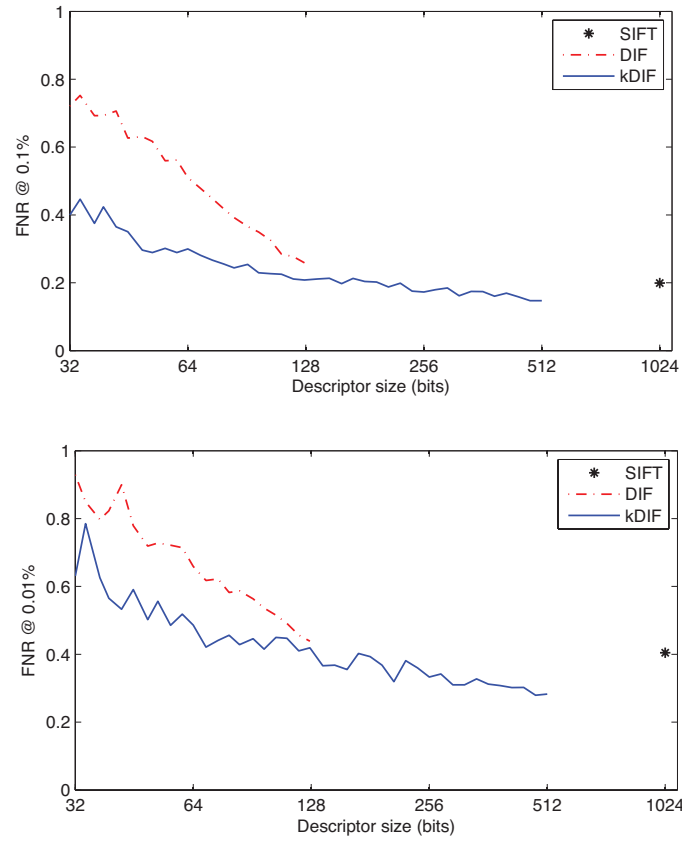 1
0.8
0.6
0.4
0.2
0
FNR @ 0.1%
SIFT
DIF
kDIF
32 64 128 256 512 1024
Descriptor size (bits)
1
0.8
0.6
0.4
0.2
0
FNR @ 0.01%
SIFT
DIF
kDIF
32 64 128 256 512 1024
Descriptor size (bits)